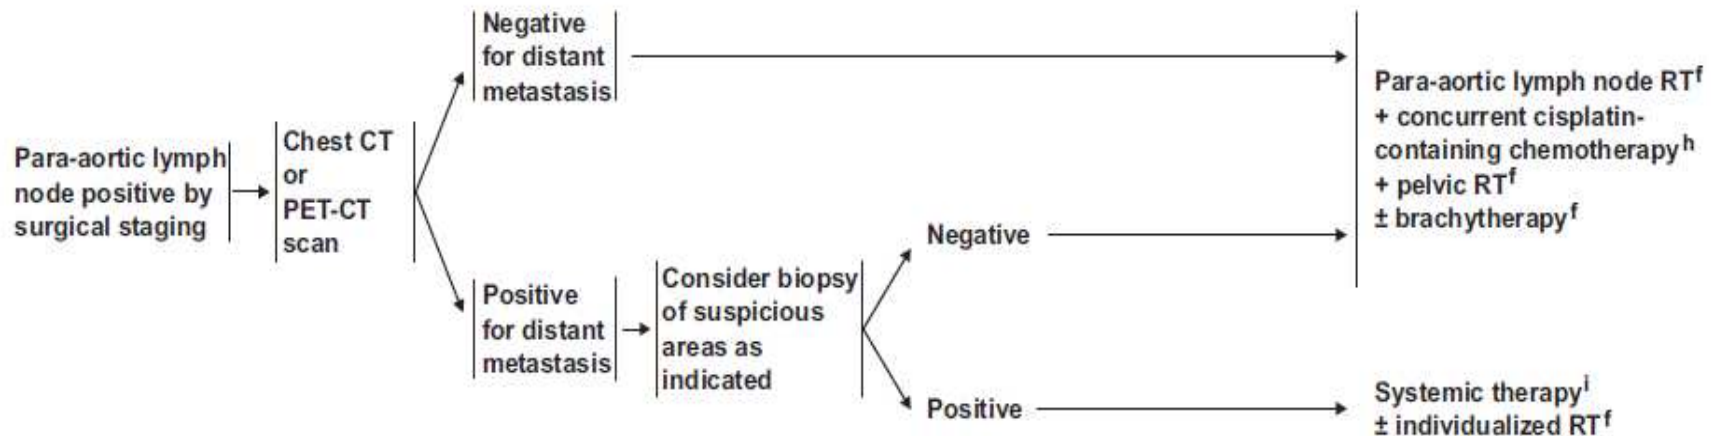 Para-aortic lymph
node positive by
surgical staging
Chest CT
or
PET-CT
scan
Negative
for distant
metastasis
Positive
for distant
metastasis
Consider biopsy
of suspicious
areas as
indicated
Negative
Positive
Para-aortic lymph node RTᶠ
+ concurrent cisplatin-
containing chemotherapyʰ
+ pelvic RTᶠ
± brachytherapyᶠ
Systemic therapyⁱ
± individualized RTᶠ